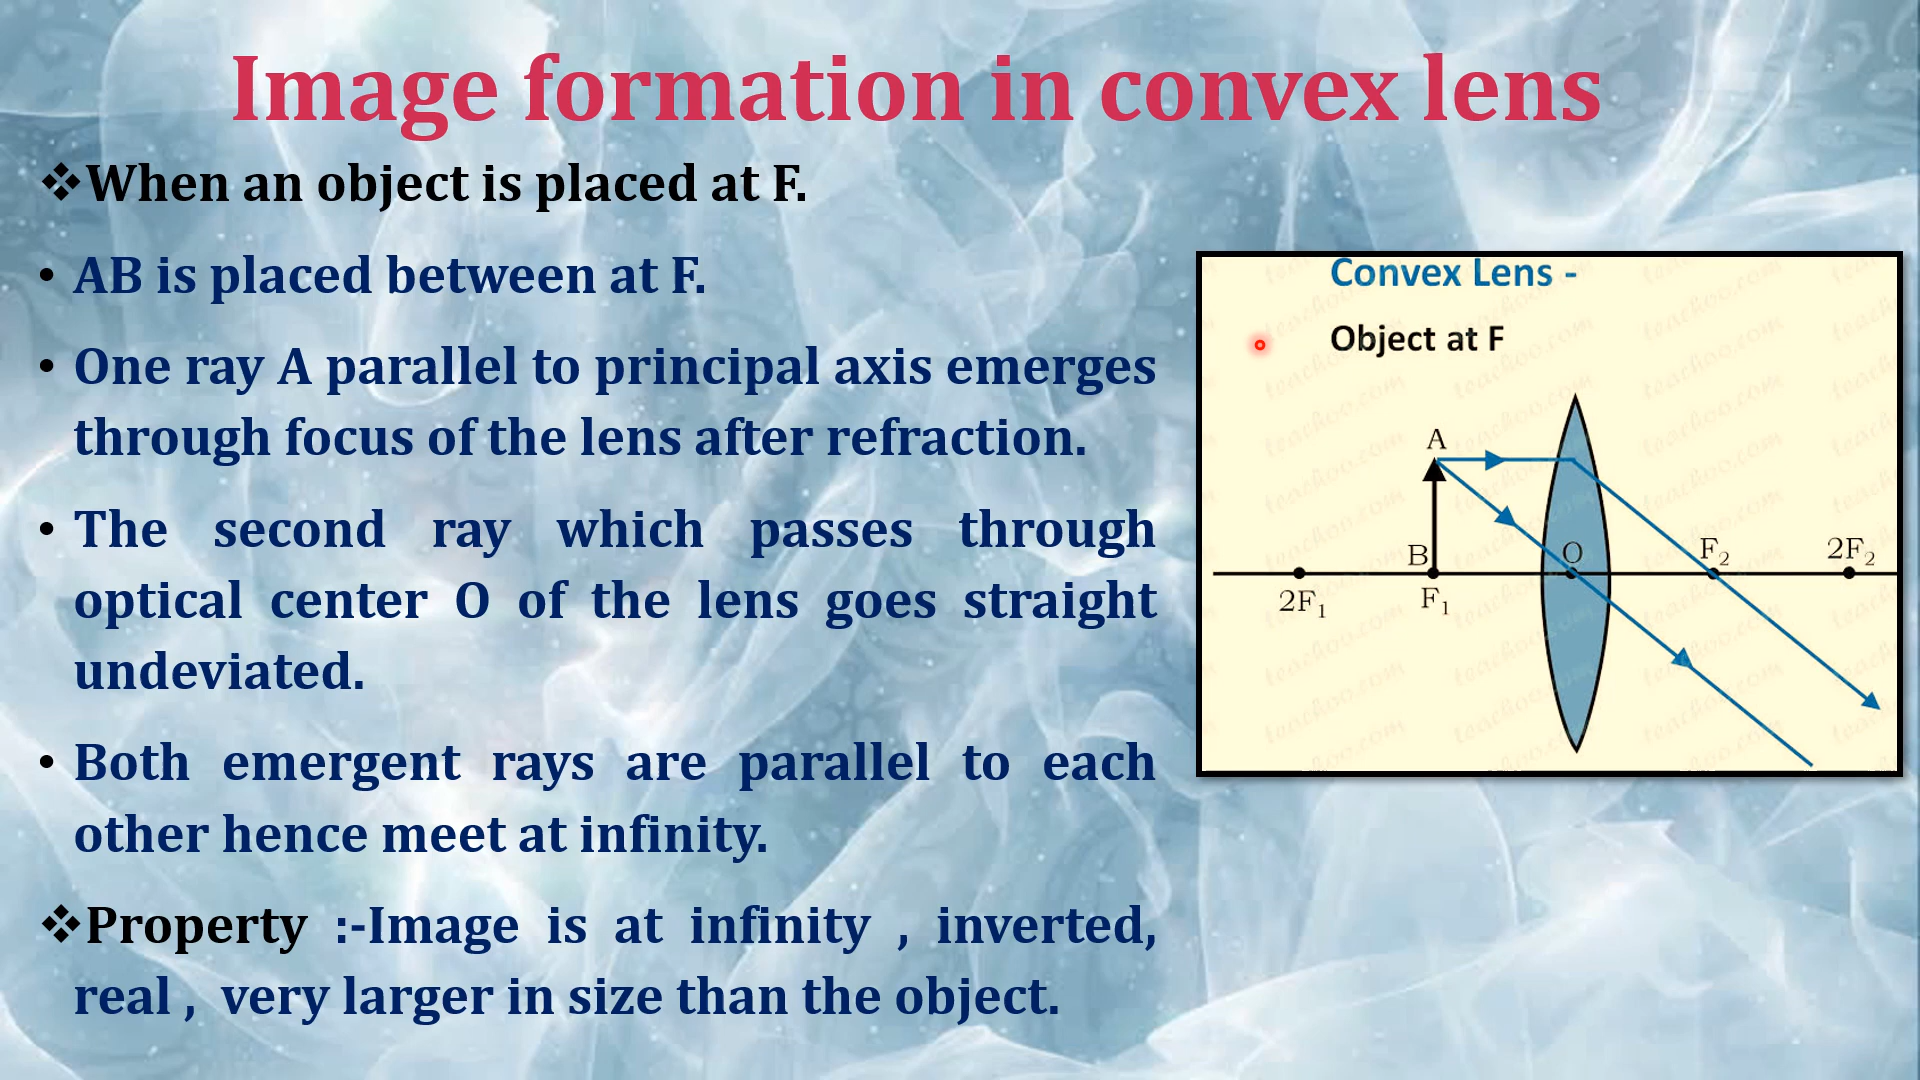 Image formation in convex lens
❖When an object is placed at F.
• AB is placed between at F.
• One ray A parallel to principal axis emerges
through focus of the lens after refraction.
• The second ray which passes through
optical center O of the lens goes straight
undeviated.
• Both emergent rays are parallel to each
other hence meet at infinity.
❖Property :-Image is at infinity , inverted,
real , very larger in size than the object.
Convex Lens -
Object at F
A
B
O
F₂
2F₂
2F₁
F₁
teachoo.com